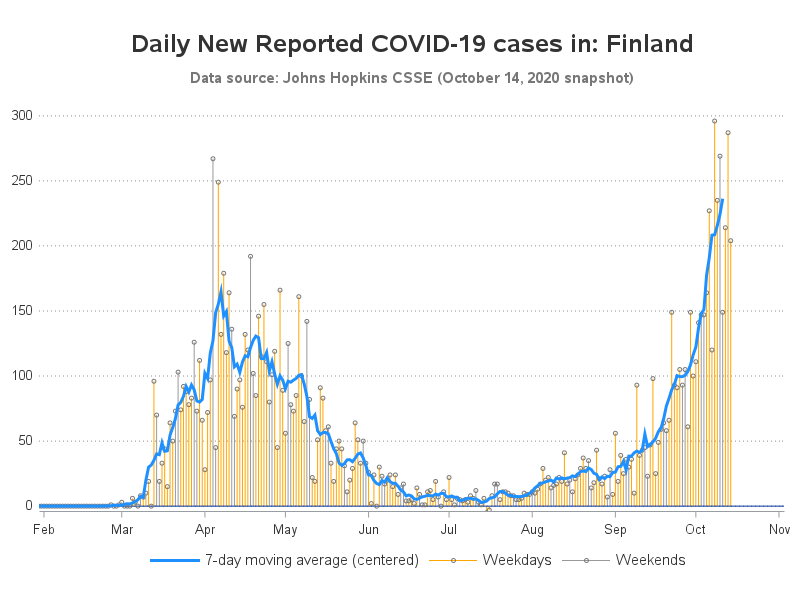 Daily New Reported COVID-19 cases in: Finland
Data source: Johns Hopkins CSSE (October 14, 2020 snapshot)
300
250
200
150
100
50
0
Feb Mar Apr May Jun Jul Aug Sep Oct Nov
7-day moving average (centered) Weekdays Weekends